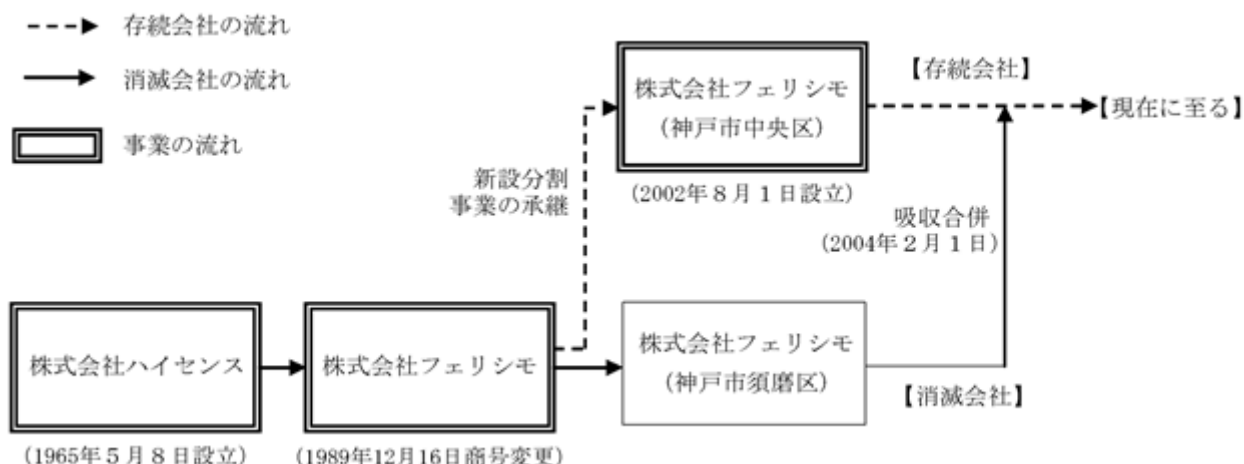 存続会社の流れ
消滅会社の流れ
事業の流れ
株式会社フェリシモ
(神戸市中央区)
(2002年8月1日設立)
【存続会社】
【現在に至る】
新設分割
事業の承継
吸収合併
(2004年2月1日)
株式会社ハイセンス
(1965年5月8日設立)
株式会社フェリシモ
(1989年12月16日商号変更)
株式会社フェリシモ
(神戸市須磨区)
【消滅会社】